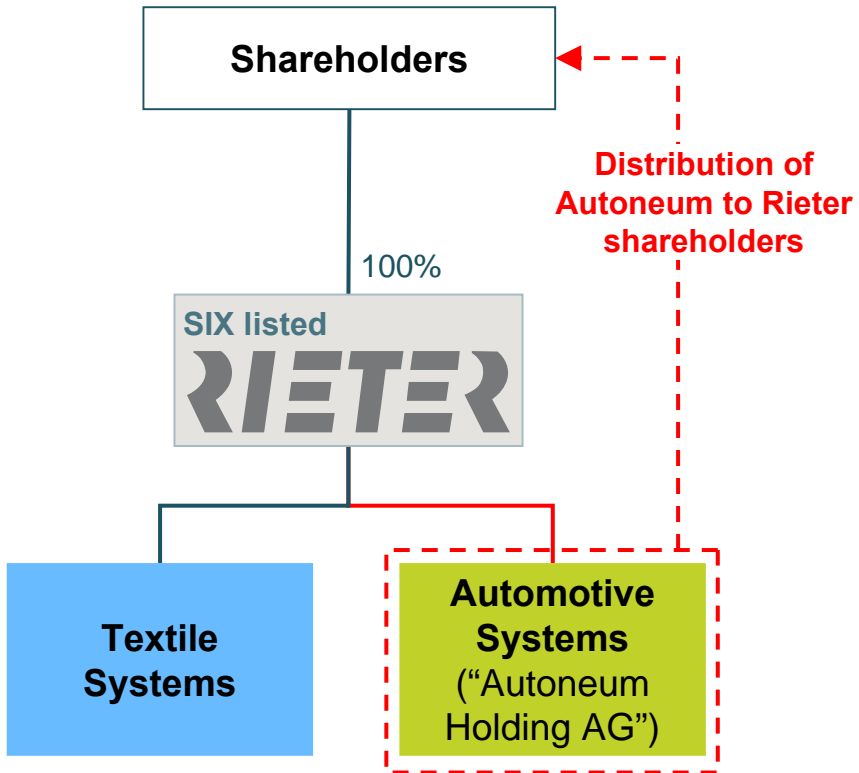 Shareholders
Distribution of
Autoneum to Rieter
shareholders
100%
SIX listed
RIETER
Textile
Systems
Automotive
Systems
(“Autoneum
Holding AG”)